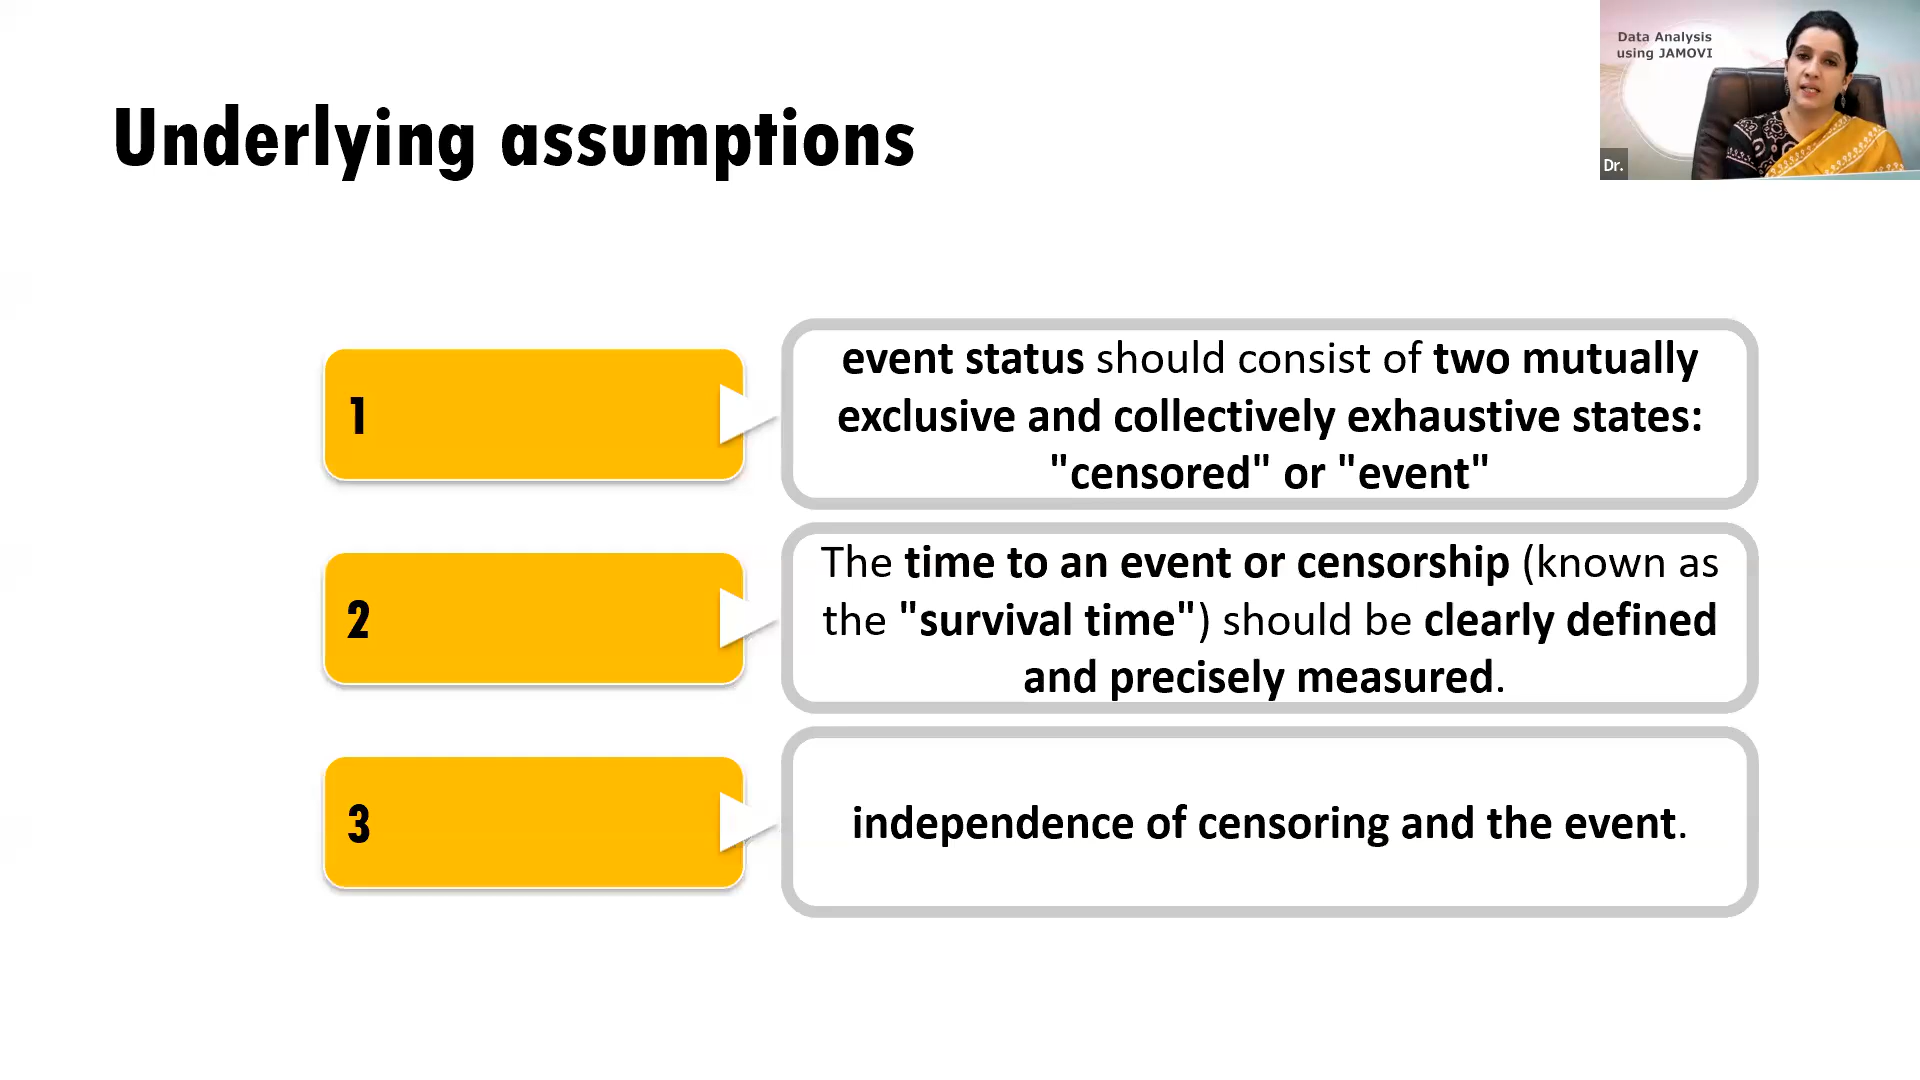 Data Analysis
using JAMOVI
Dr.
Underlying assumptions
1
event status should consist of two mutually
exclusive and collectively exhaustive states:
"censored" or "event"
2
The time to an event or censorship (known as
the "survival time") should be clearly defined
and precisely measured.
3
independence of censoring and the event.